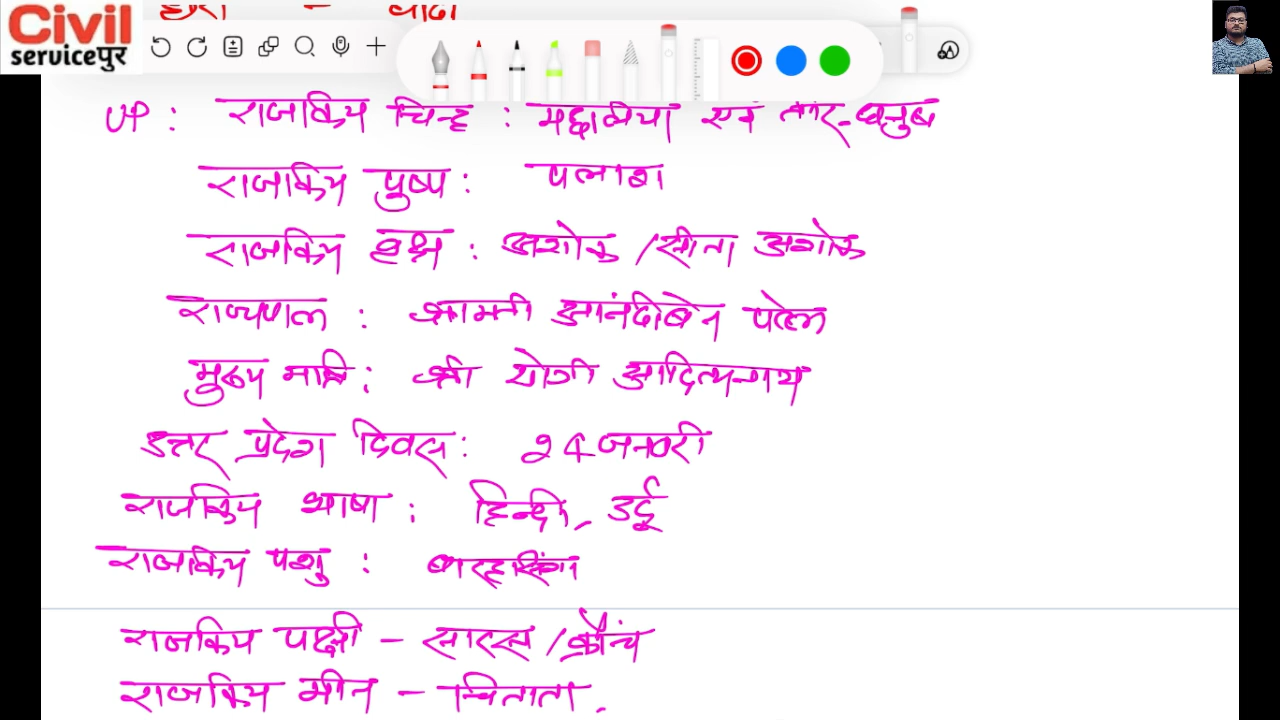 Civil
serviceपुर
UP : राजकिय चिन्ह : मछलिया एवं तीर-धनुष
राजकिय पुष्प : पलाश
राजकिय वृक्ष : अशोक / सीता अशोक
राज्यपाल : श्रीमती आनंदीबेन पटेल
मुख्य मंत्रि : श्री योगी आदित्यनाथ
उत्तर प्रदेश दिवस : 24 जनवरी
राजकिय भाषा : हिन्दी, उर्दू
राजकिय पशु : बारहसिंगा
राजकिय पक्षी - सारस / क्रौंच
राजकिय मीन - चिताला.